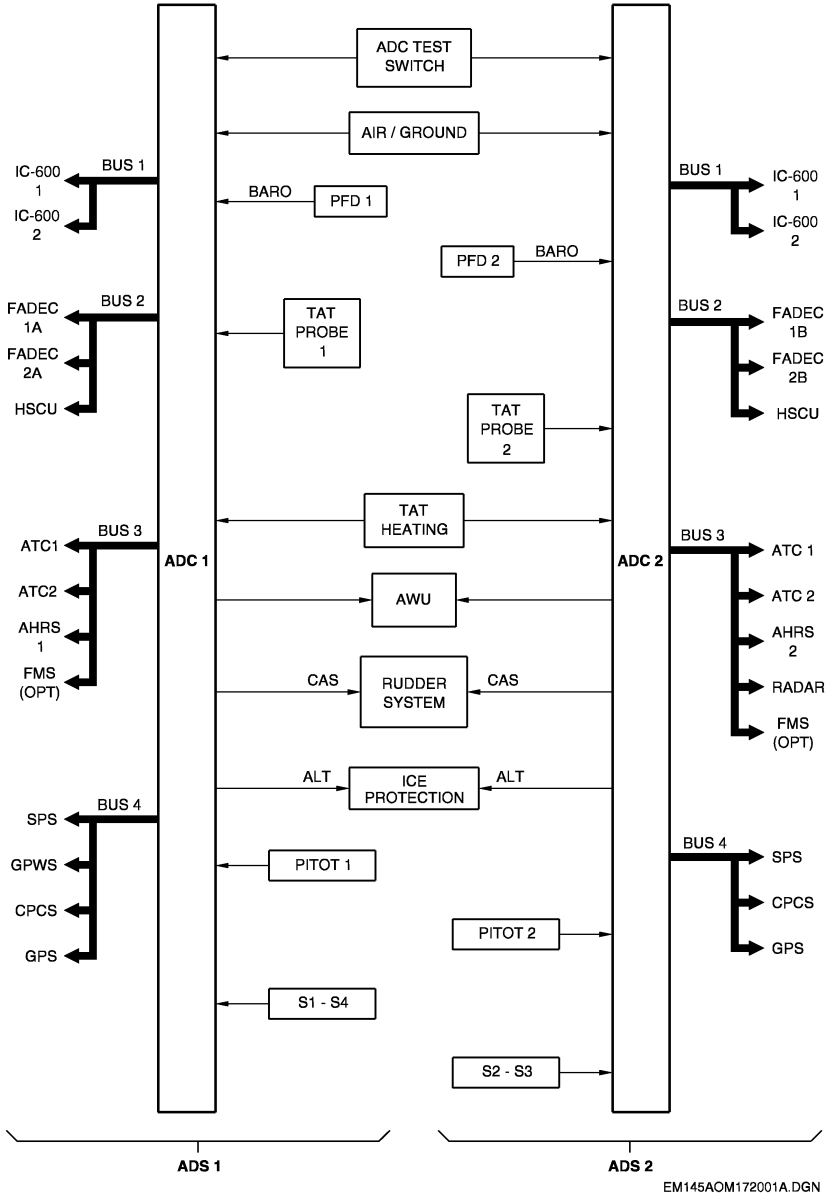 ADC TEST
SWITCH
AIR / GROUND
BUS 1
IC-600
1
IC-600
2
BARO
PFD 1
BUS 1
IC-600
1
IC-600
2
PFD 2
BARO
BUS 2
FADEC
1A
FADEC
2A
HSCU
TAT
PROBE
1
BUS 2
FADEC
1B
FADEC
2B
HSCU
TAT
PROBE
2
TAT
HEATING
BUS 3
ATC1
ATC2
AHRS
1
FMS
(OPT)
ADC 1
ADC 2
BUS 3
ATC 1
ATC 2
AHRS
2
RADAR
FMS
(OPT)
AWU
CAS
RUDDER
SYSTEM
CAS
ALT
ICE
PROTECTION
ALT
BUS 4
SPS
GPWS
CPCS
GPS
PITOT 1
BUS 4
SPS
CPCS
GPS
PITOT 2
S1 - S4
S2 - S3
ADS 1
ADS 2
EM145AOM172001A.DGN